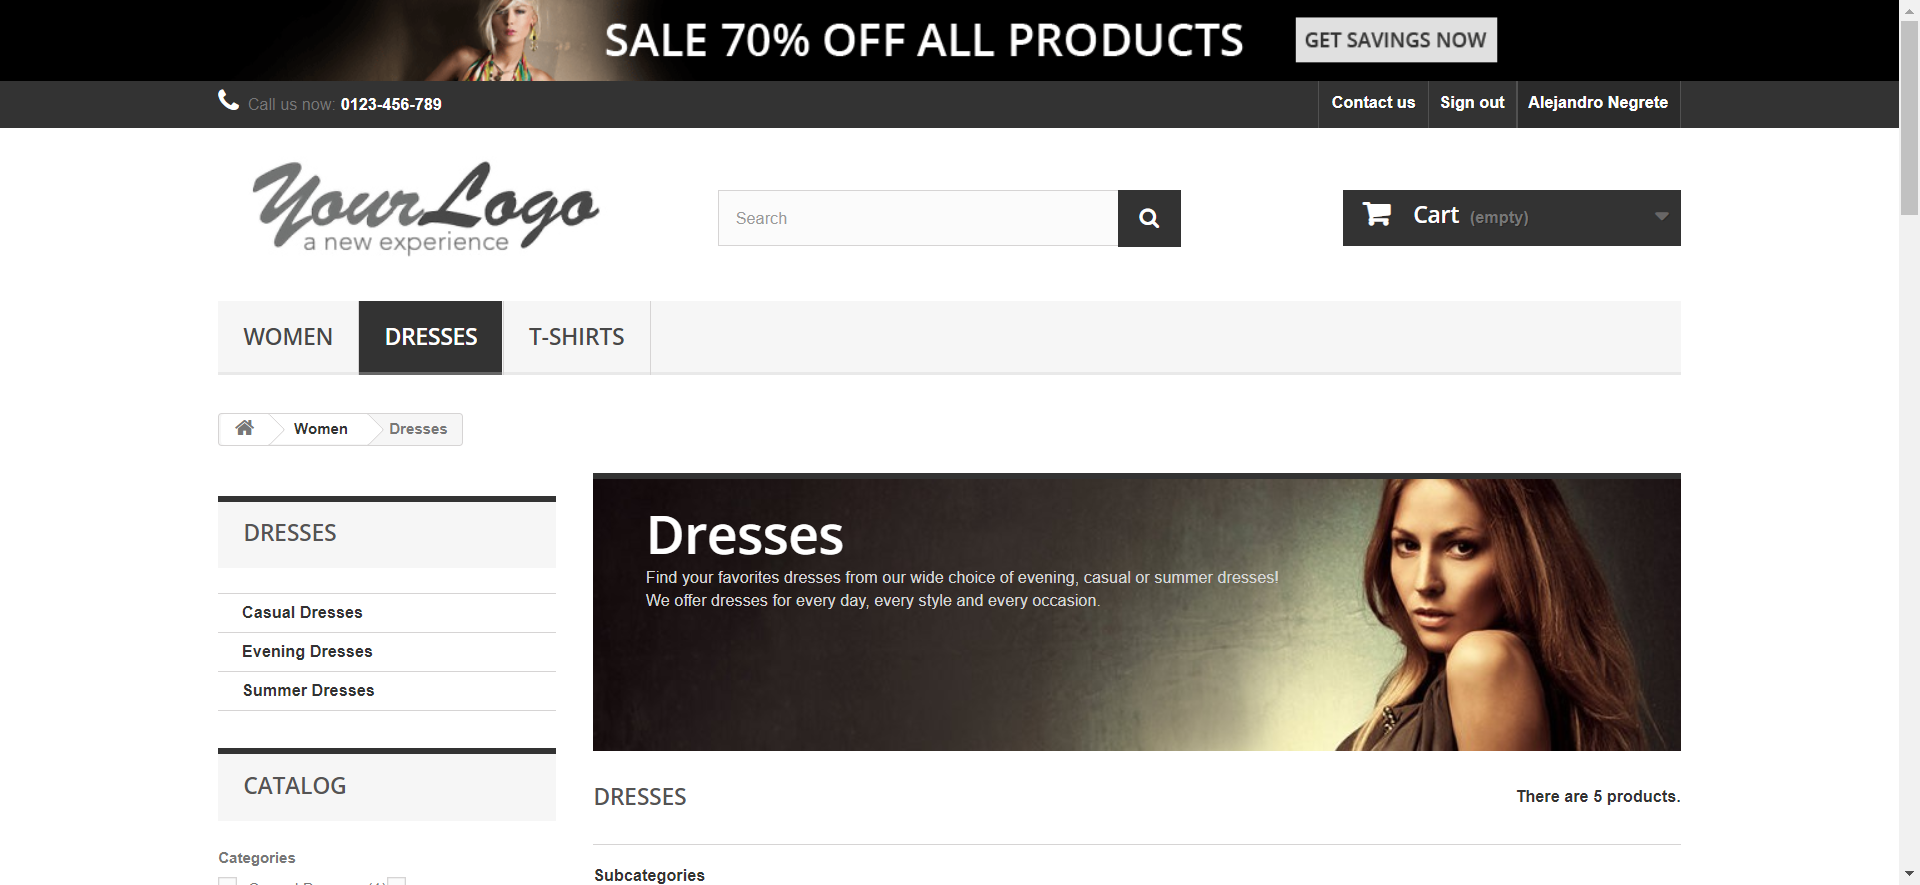 SALE 70% OFF ALL PRODUCTS GET SAVINGS NOW
Call us now: 0123-456-789 Contact us Sign out Alejandro Negrete
YourLogo
a new experience
Search
Cart (empty)
WOMEN DRESSES T-SHIRTS
Women Dresses
DRESSES
Casual Dresses
Evening Dresses
Summer Dresses
CATALOG
Categories
Dresses
Find your favorites dresses from our wide choice of evening, casual or summer dresses!
We offer dresses for every day, every style and every occasion.
DRESSES There are 5 products.
Subcategories